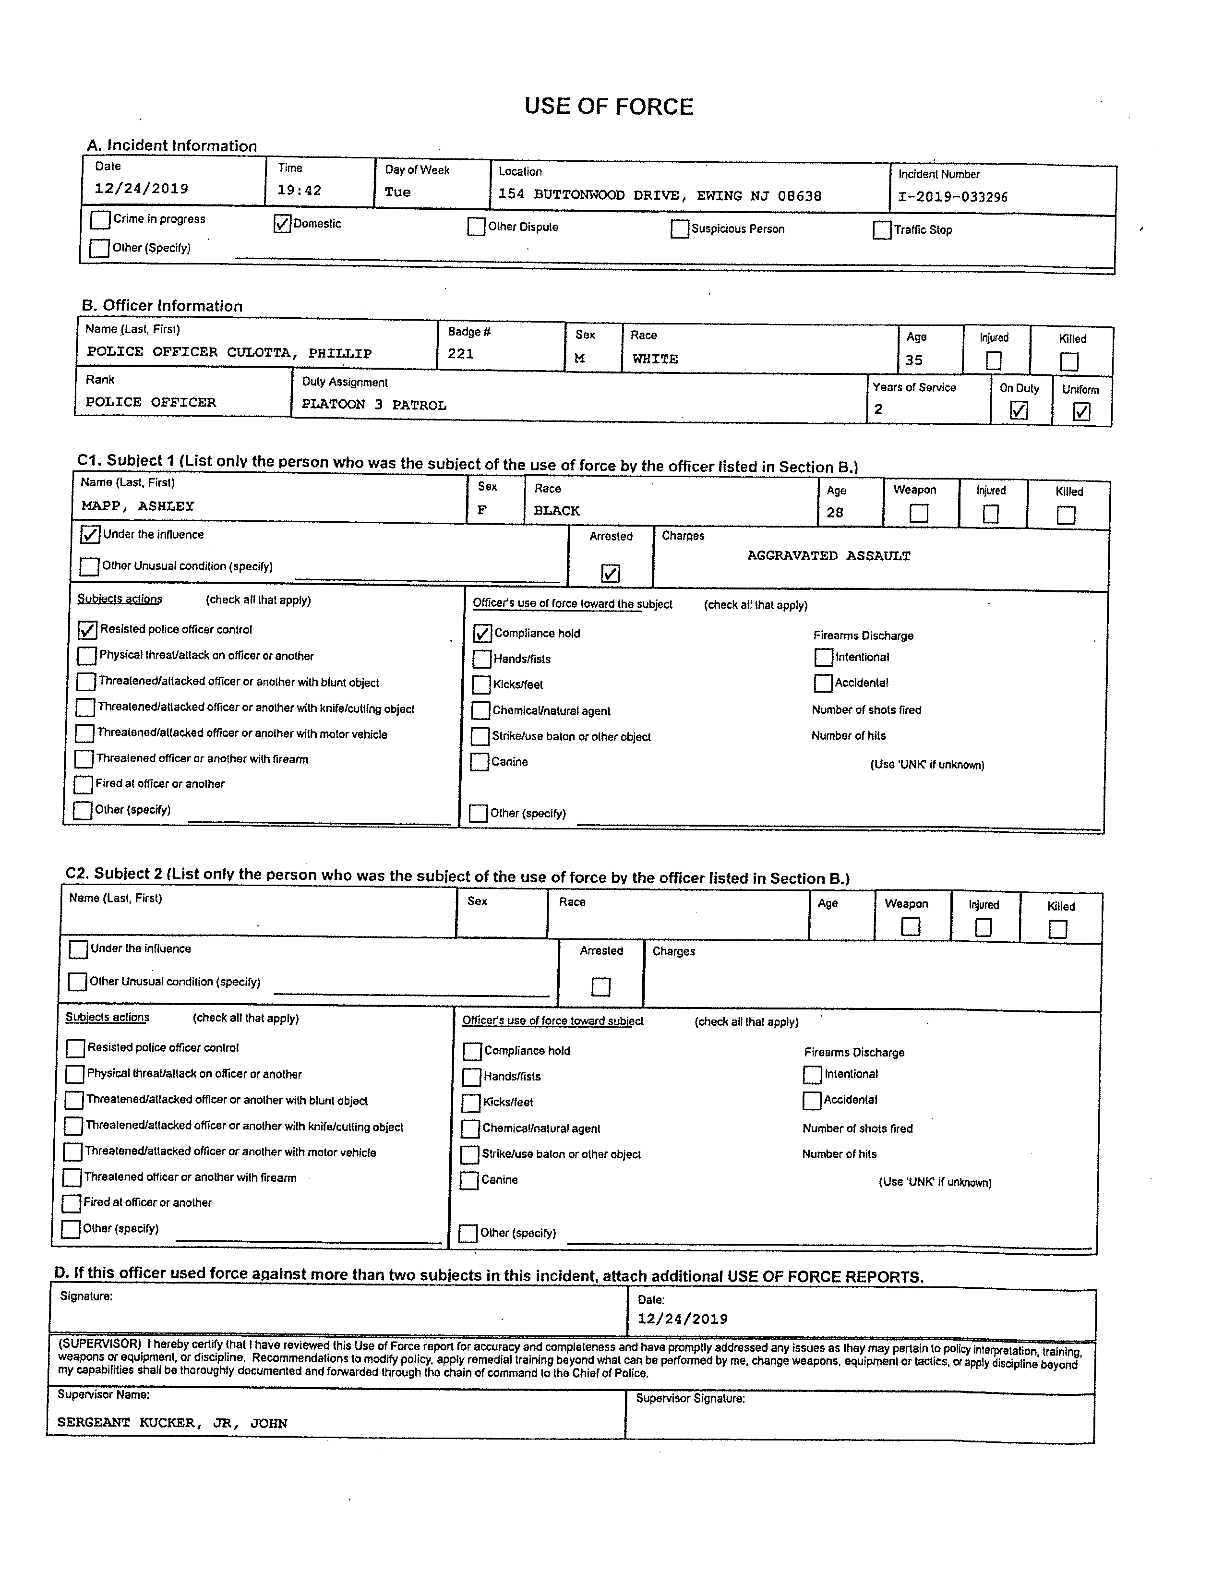 USE OF FORCE
A. Incident Information
Date Time Day of Week Location Incident Number
12/24/2019 19:42 Tue 154 BUTTONWOOD DRIVE, EWING NJ 08638 I-2019-033296
Crime in progress Domestic Other Dispute Suspicious Person Traffic Stop
Other (Specify)
B. Officer Information
Name (Last, First) Badge # Sex Race Age Injured Killed
POLICE OFFICER CULOTTA, PHILLIP 221 M WHITE 35
Rank Duty Assignment Years of Service On Duty Uniform
POLICE OFFICER PLATOON 3 PATROL 2
C1. Subject 1 (List only the person who was the subject of the use of force by the officer listed in Section B.)
Name (Last, First) Sex Race Age Weapon Injured Killed
MAPP, ASHLEY F BLACK 28
Under the influence Arrested Charges
AGGRAVATED ASSAULT
Other Unusual condition (specify)
Subjects actions (check all that apply) Officer's use of force toward the subject (check all that apply)
Resisted police officer control Compliance hold Firearms Discharge
Physical threat/attack on officer or another Hands/fists Intentional
Threatened/attacked officer or another with blunt object Kicks/feet Accidental
Threatened/attacked officer or another with knife/cutting object Chemical/natural agent Number of shots fired
Threatened/attacked officer or another with motor vehicle Strike/use baton or other object Number of hits
Threatened officer or another with firearm Canine (Use 'UNK' if unknown)
Fired at officer or another
Other (specify) Other (specify)
C2. Subject 2 (List only the person who was the subject of the use of force by the officer listed in Section B.)
Name (Last, First) Sex Race Age Weapon Injured Killed
Under the influence Arrested Charges
Other Unusual condition (specify)
Subjects actions (check all that apply) Officer's use of force toward subject (check all that apply)
Resisted police officer control Compliance hold Firearms Discharge
Physical threat/attack on officer or another Hands/fists Intentional
Threatened/attacked officer or another with blunt object Kicks/feet Accidental
Threatened/attacked officer or another with knife/cutting object Chemical/natural agent Number of shots fired
Threatened/attacked officer or another with motor vehicle Strike/use baton or other object Number of hits
Threatened officer or another with firearm Canine (Use 'UNK' if unknown)
Fired at officer or another
Other (specify) Other (specify)
D. If this officer used force against more than two subjects in this incident, attach additional USE OF FORCE REPORTS.
Signature: Date:
12/24/2019
(SUPERVISOR) I hereby certify that I have reviewed this Use of Force report for accuracy and completeness and have promptly addressed any issues as they may pertain to policy interpretation, training,
weapons or equipment, or discipline. Recommendations to modify policy, apply remedial training beyond what can be performed by me, change weapons, equipment or tactics, or apply discipline beyond
my capabilities shall be thoroughly documented and forwarded through the chain of command to the Chief of Police.
Supervisor Name: Supervisor Signature:
SERGEANT KUCKER, JR, JOHN